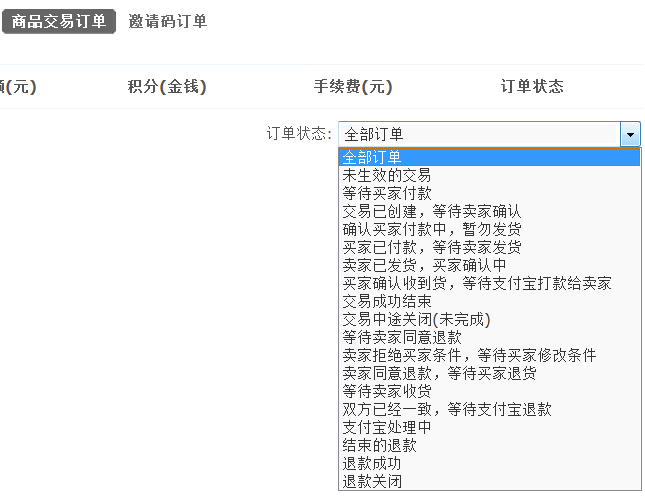 商品交易订单 邀请码订单
(元) 积分(金钱) 手续费(元) 订单状态
订单状态: 全部订单
全部订单
未生效的交易
等待买家付款
交易已创建，等待卖家确认
确认买家付款中，暂勿发货
买家已付款，等待卖家发货
卖家已发货，买家确认中
买家确认收到货，等待支付宝打款给卖家
交易成功结束
交易中途关闭(未完成)
等待卖家同意退款
卖家拒绝买家条件，等待买家修改条件
卖家同意退款，等待买家退货
等待卖家收货
双方已经一致，等待支付宝退款
支付宝处理中
结束的退款
退款成功
退款关闭